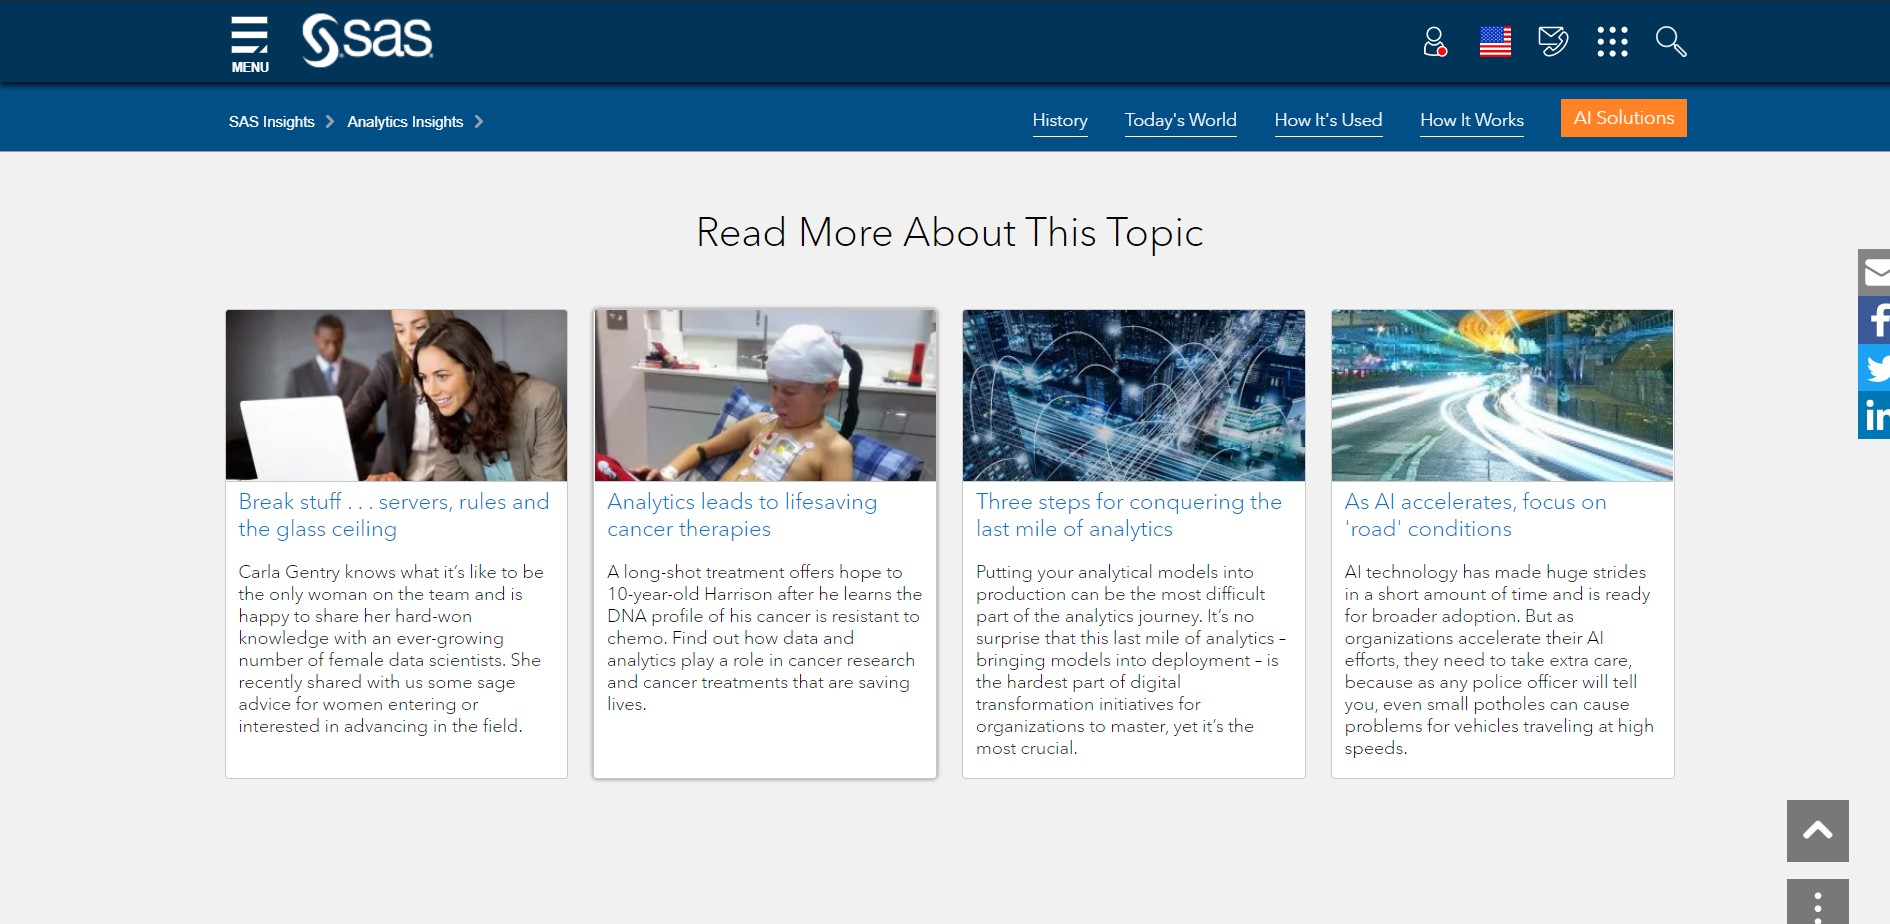 MENU
sas
SAS Insights
Analytics Insights
History
Today's World
How It's Used
How It Works
AI Solutions
Read More About This Topic
Break stuff . . . servers, rules and
the glass ceiling
Carla Gentry knows what it’s like to be
the only woman on the team and is
happy to share her hard-won
knowledge with an ever-growing
number of female data scientists. She
recently shared with us some sage
advice for women entering or
interested in advancing in the field.
Analytics leads to lifesaving
cancer therapies
A long-shot treatment offers hope to
10-year-old Harrison after he learns the
DNA profile of his cancer is resistant to
chemo. Find out how data and
analytics play a role in cancer research
and cancer treatments that are saving
lives.
Three steps for conquering the
last mile of analytics
Putting your analytical models into
production can be the most difficult
part of the analytics journey. It’s no
surprise that this last mile of analytics –
bringing models into deployment – is
the hardest part of digital
transformation initiatives for
organizations to master, yet it’s the
most crucial.
As AI accelerates, focus on
'road' conditions
AI technology has made huge strides
in a short amount of time and is ready
for broader adoption. But as
organizations accelerate their AI
efforts, they need to take extra care,
because as any police officer will tell
you, even small potholes can cause
problems for vehicles traveling at high
speeds.